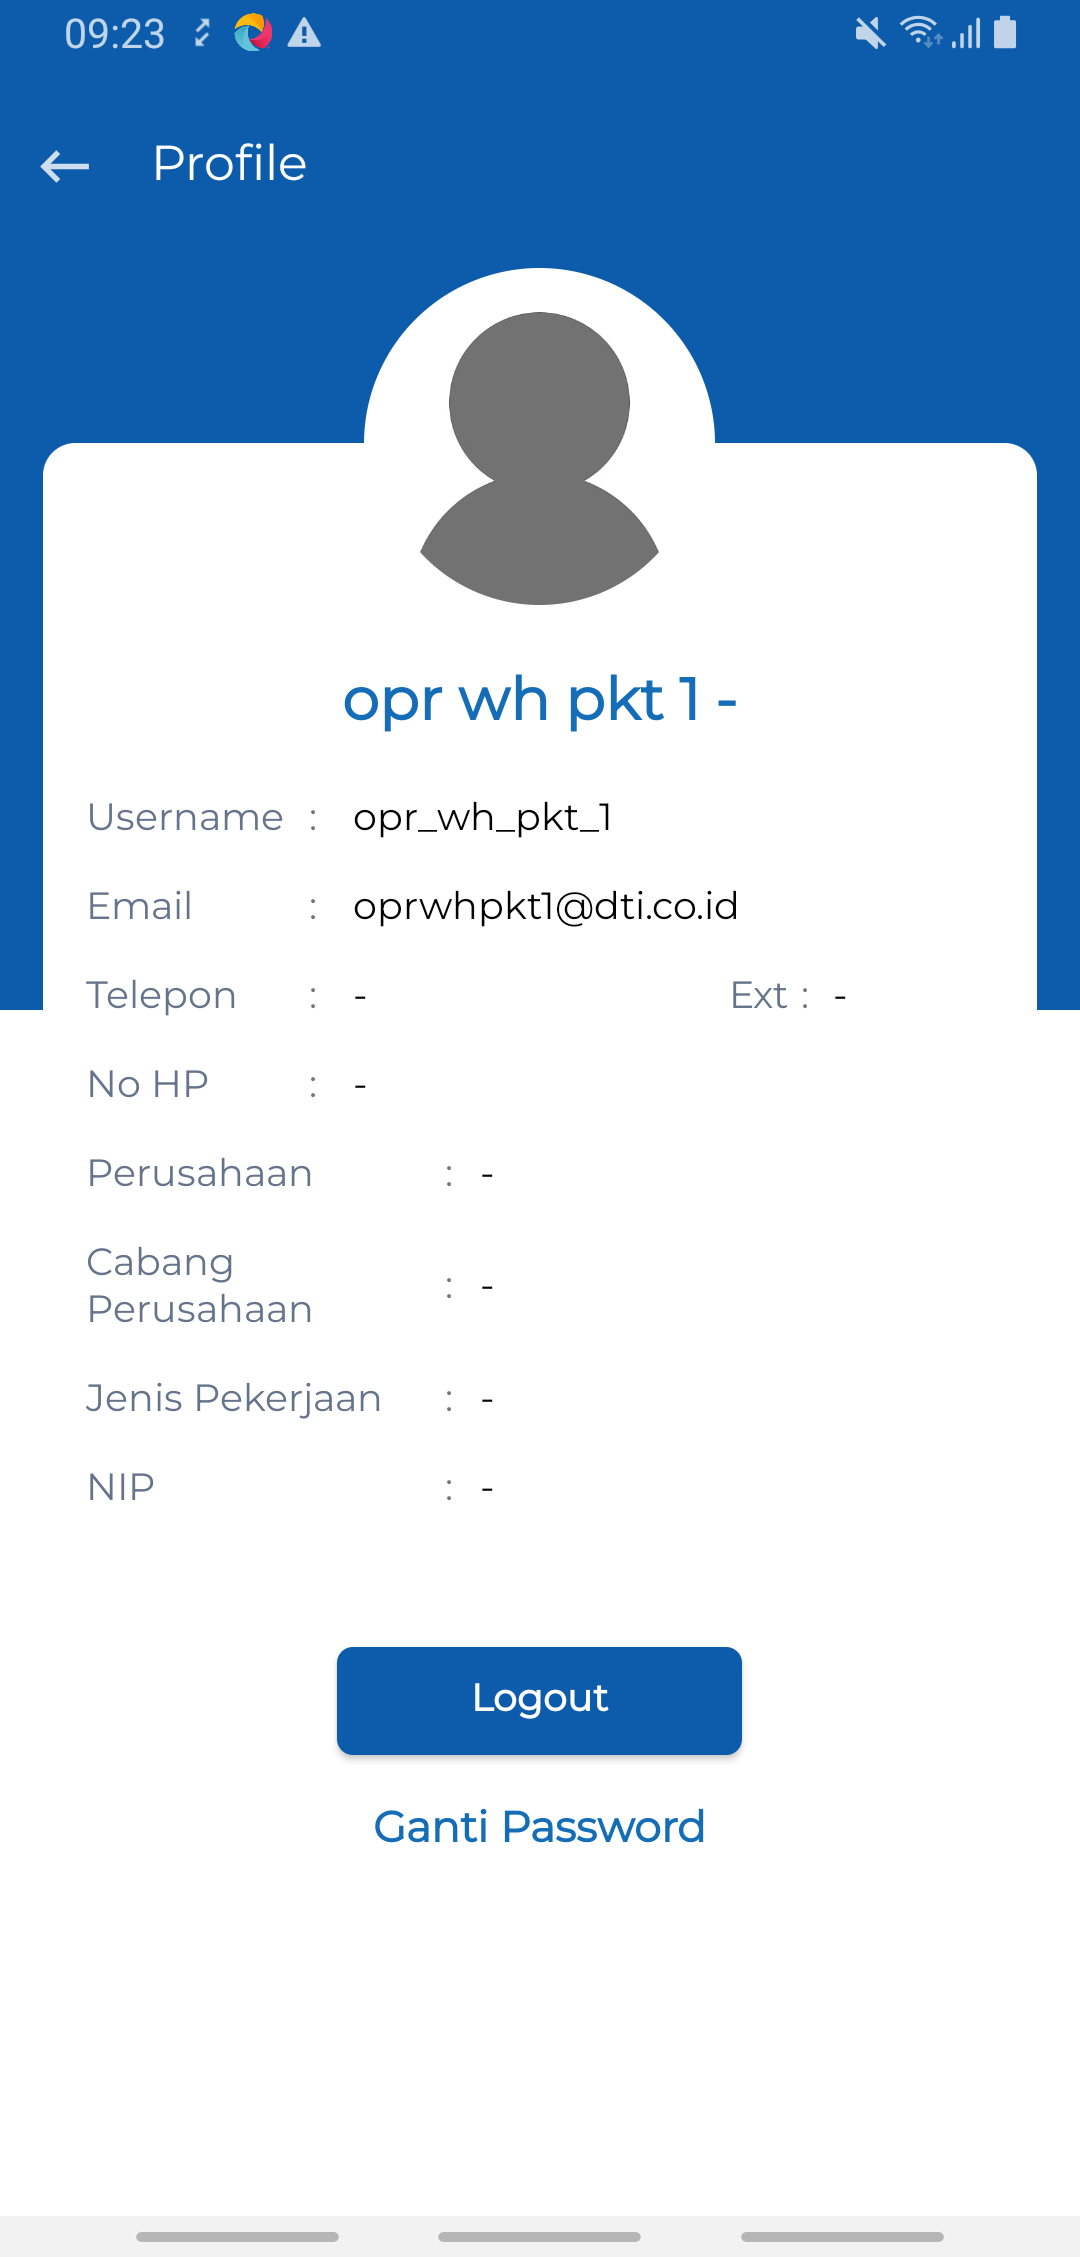 09:23
Profile
opr wh pkt 1 -
Username : opr_wh_pkt_1
Email : oprwhpkt1@dti.co.id
Telepon : - Ext : -
No HP : -
Perusahaan : -
Cabang
Perusahaan : -
Jenis Pekerjaan : -
NIP : -
Logout
Ganti Password